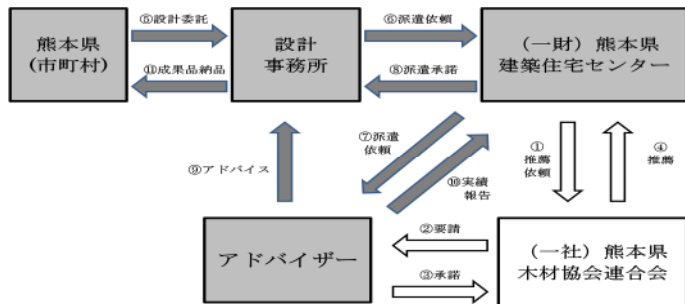 ⑤設計委託
⑥派遣依頼
熊本県
(市町村)
設計
事務所
(一財)熊本県
建築住宅センター
⑪成果品納品
⑧派遣承諾
⑦派遣
依頼
①
推薦
依頼
④
推薦
⑨アドバイス
⑩実績
報告
②要請
アドバイザー
(一社)熊本県
木材協会連合会
③承諾